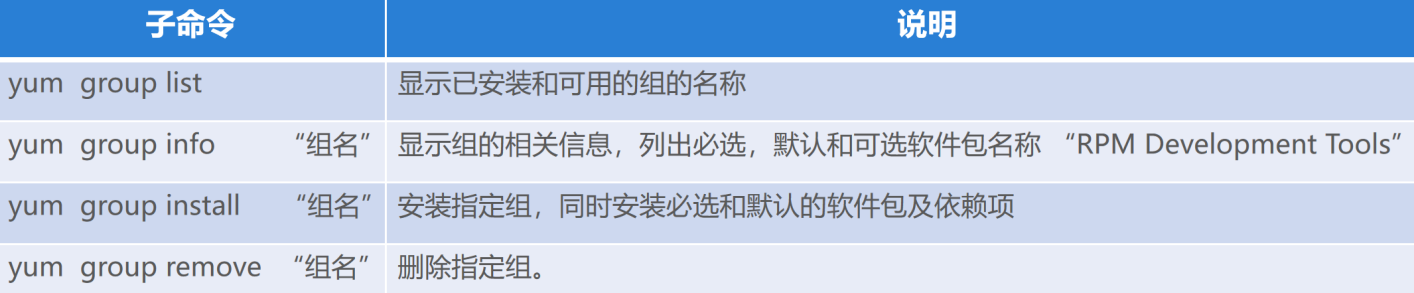 子命令 说明
yum group list 显示已安装和可用的组的名称
yum group info “组名” 显示组的相关信息，列出必选，默认和可选软件包名称 “RPM Development Tools”
yum group install “组名” 安装指定组，同时安装必选和默认的软件包及依赖项
yum group remove “组名” 删除指定组。